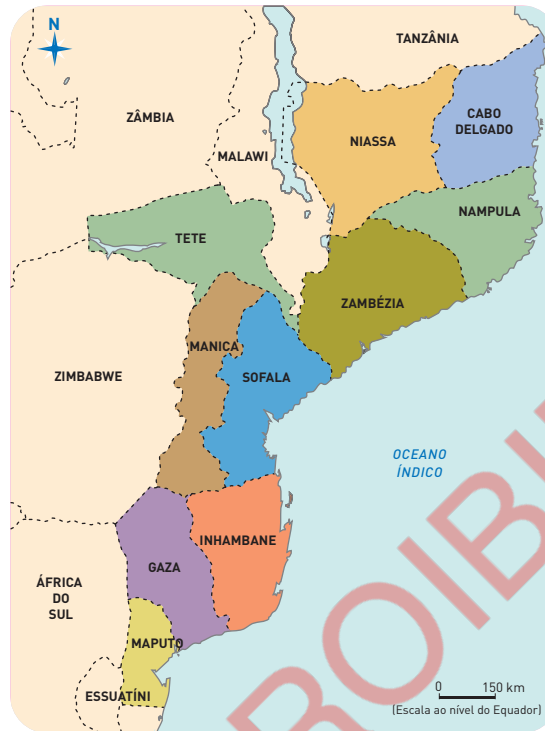 N
TANZÂNIA
ZÂMBIA
CABO
DELGADO
NIASSA
MALAWI
NAMPULA
TETE
ZAMBÉZIA
MANICA
ZIMBABWE
SOFALA
OCEANO
ÍNDICO
INHAMBANE
GAZA
ÁFRICA
DO
SUL
MAPUTO
ESSUATÍNI
0 150 km
(Escala ao nível do Equador)
ROIB